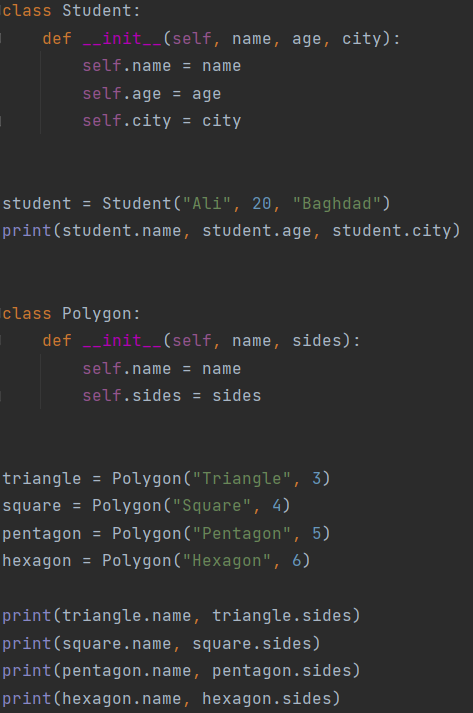 class Student:
    def __init__(self, name, age, city):
        self.name = name
        self.age = age
        self.city = city
student = Student("Ali", 20, "Baghdad")
print(student.name, student.age, student.city)
class Polygon:
    def __init__(self, name, sides):
        self.name = name
        self.sides = sides
triangle = Polygon("Triangle", 3)
square = Polygon("Square", 4)
pentagon = Polygon("Pentagon", 5)
hexagon = Polygon("Hexagon", 6)
print(triangle.name, triangle.sides)
print(square.name, square.sides)
print(pentagon.name, pentagon.sides)
print(hexagon.name, hexagon.sides)